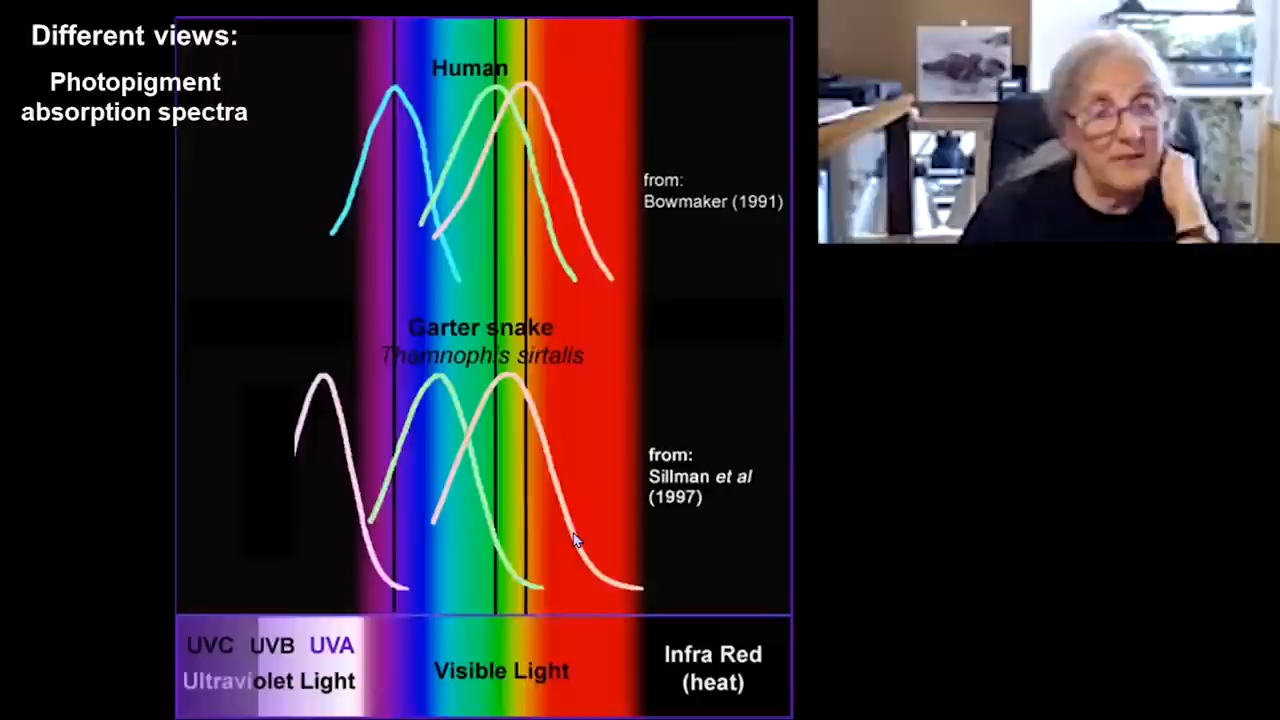 Different views:
Photopigment
absorption spectra
Human
from:
Bowmaker (1991)
Garter snake
Thamnophis sirtalis
from:
Sillman et al
(1997)
UVC UVB UVA
Ultraviolet Light
Visible Light
Infra Red
(heat)